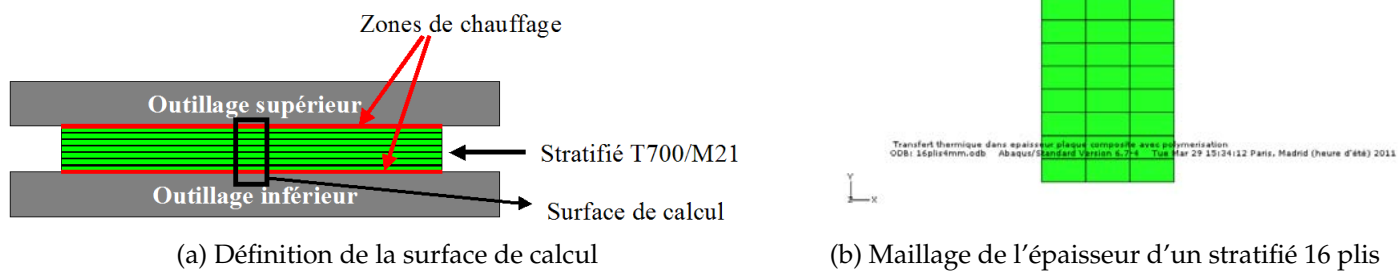 Zones de chauffage
Outillage supérieur
Stratifié T700/M21
Outillage inférieur
Surface de calcul
(a) Définition de la surface de calcul
Transfert thermique dans epaisseur plaque composite avec polymerisation
ODB: 16plis4mm.odb Abaqus/Standard Version 6.7-4 Tue Mar 29 15:34:12 Paris, Madrid (heure d'été) 2011
Y
Z X
(b) Maillage de l'épaisseur d'un stratifié 16 plis